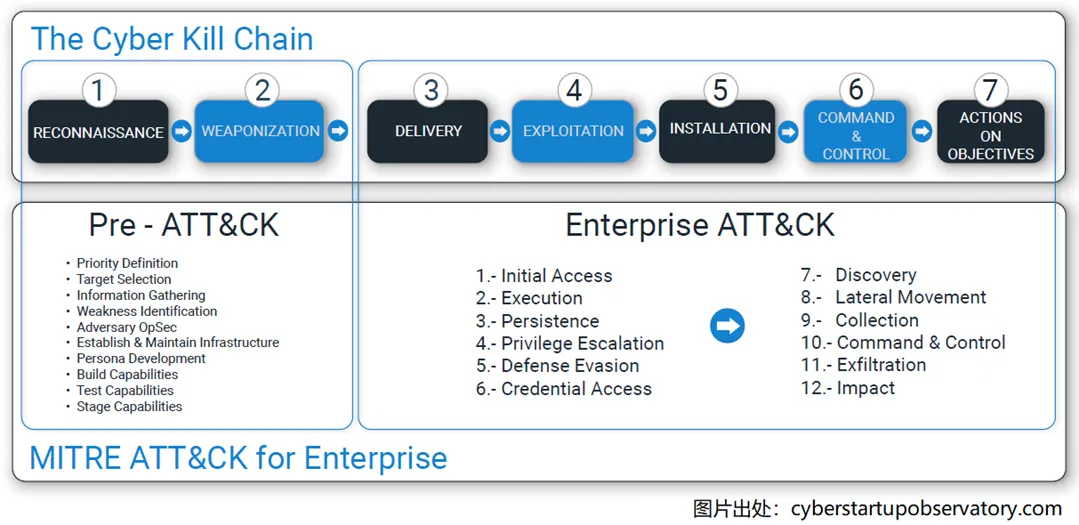 The Cyber Kill Chain
1
RECONNAISSANCE
2
WEAPONIZATION
3
DELIVERY
4
EXPLOITATION
5
INSTALLATION
6
COMMAND
&
CONTROL
7
ACTIONS
ON
OBJECTIVES
Pre - ATT&CK
• Priority Definition
• Target Selection
• Information Gathering
• Weakness Identification
• Adversary OpSec
• Establish & Maintain Infrastructure
• Persona Development
• Build Capabilities
• Test Capabilities
• Stage Capabilities
Enterprise ATT&CK
1.- Initial Access
2.- Execution
3.- Persistence
4.- Privilege Escalation
5.- Defense Evasion
6.- Credential Access
7.- Discovery
8.- Lateral Movement
9.- Collection
10.- Command & Control
11.- Exfiltration
12.- Impact
MITRE ATT&CK for Enterprise
图片出处：cyberstartupobservatory.com